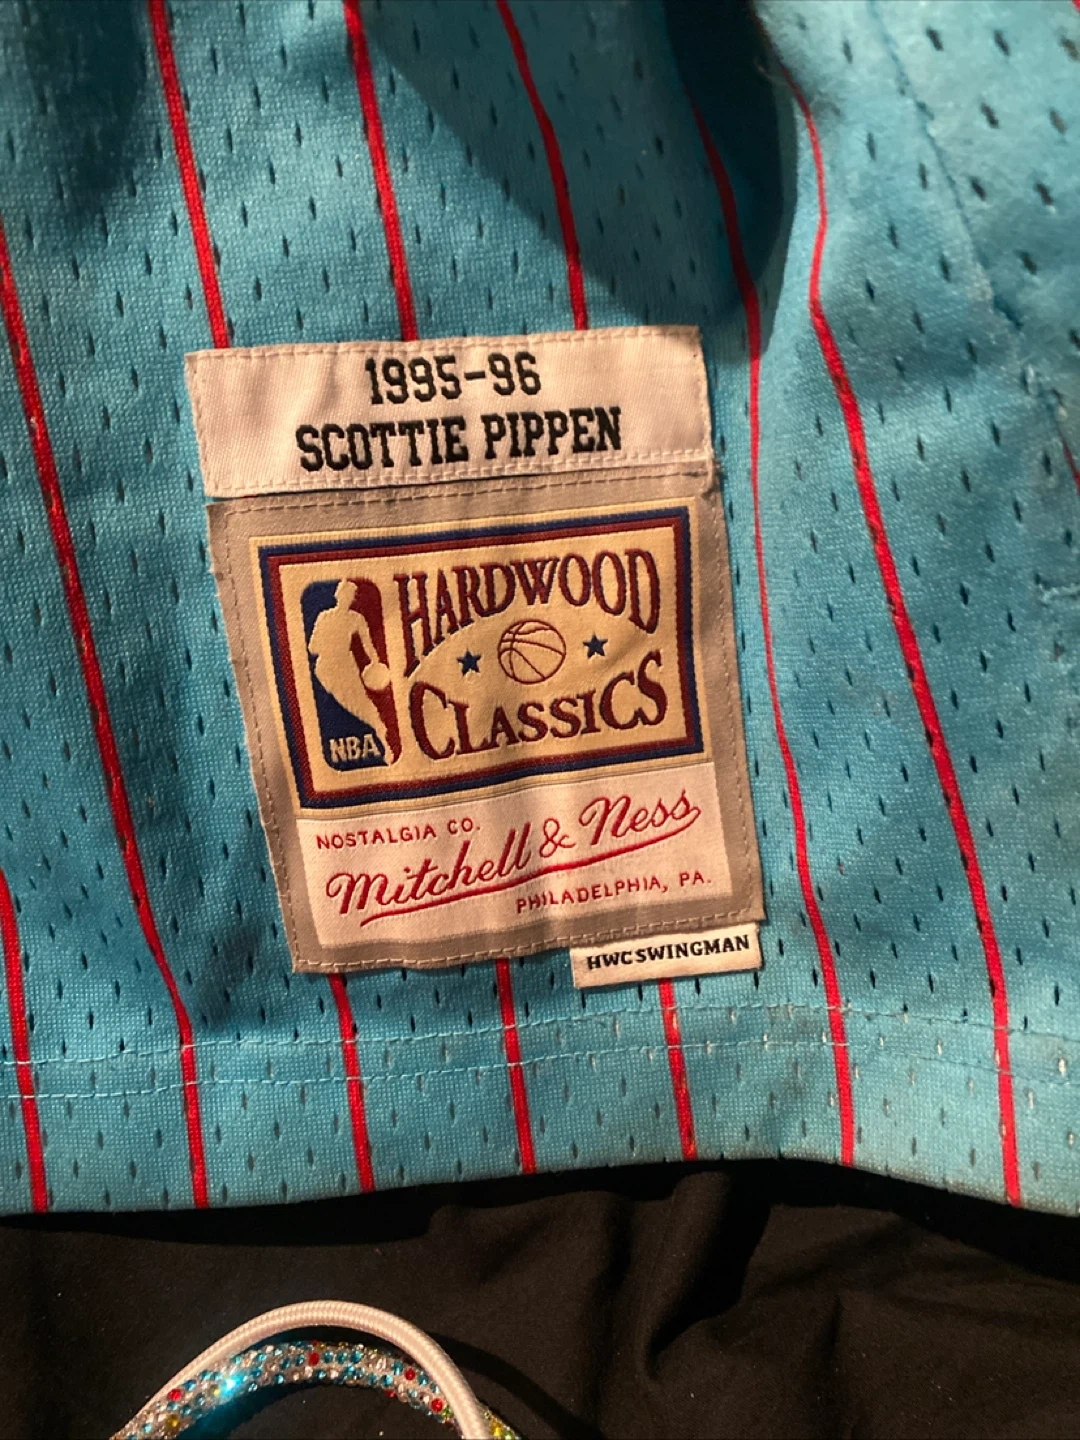 1995-96
SCOTTIE PIPPEN
HARDWOOD
CLASSICS
NBA
NOSTALGIA CO.
Mitchell & Ness
PHILADELPHIA, PA.
HWC SWINGMAN